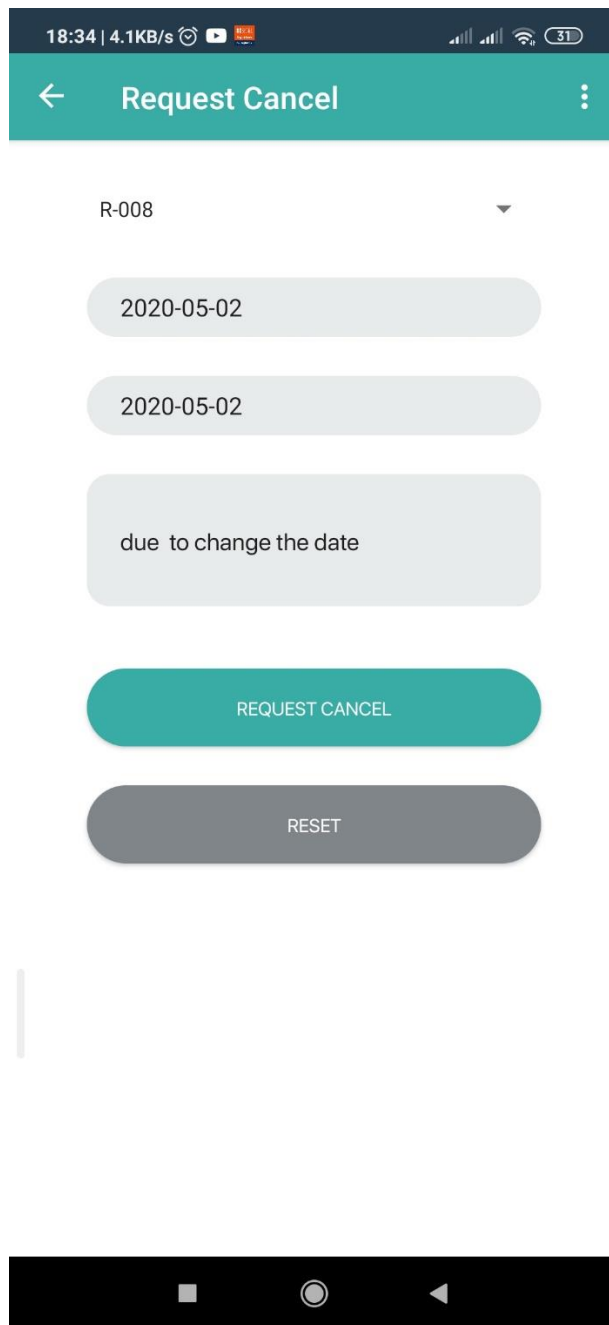 18:34 | 4.1KB/s 31
Request Cancel
R-008
2020-05-02
2020-05-02
due  to change the date
REQUEST CANCEL
RESET